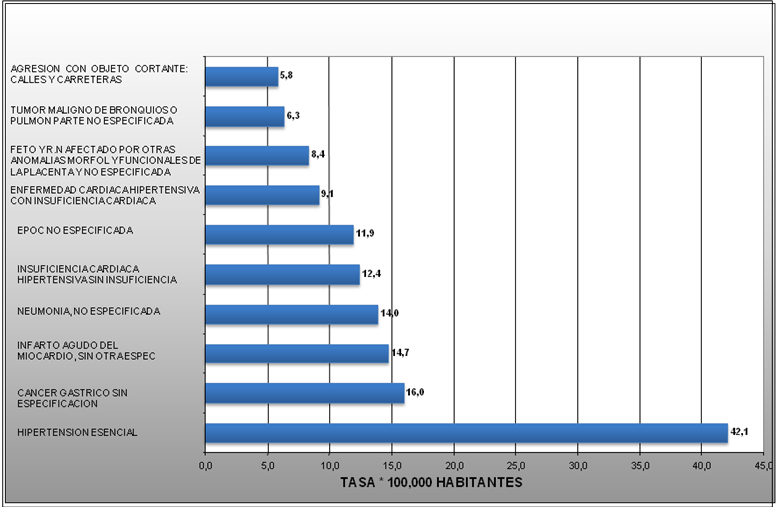 AGRESION CON OBJETO CORTANTE:
CALLES Y CARRETERAS
5,8
TUMOR MALIGNO DE BRONQUIOS O
PULMON PARTE NO ESPECIFICADA
6,3
FETO Y R.N AFECTADO POR OTRAS
ANOMALIAS MORFOL Y FUNCIONALES DE
LA PLACENTA Y NO ESPECIFICADA
8,4
ENFERMEDAD CARDIACA HIPERTENSIVA
CON INSUFICIENCIA CARDIACA
9,1
EPOC NO ESPECIFICADA
11,9
INSUFICIENCIA CARDIACA
HIPERTENSIVA SIN INSUFICIENCIA
12,4
NEUMONIA, NO ESPECIFICADA
14,0
INFARTO AGUDO DEL
MIOCARDIO, SIN OTRA ESPEC
14,7
CANCER GASTRICO SIN
ESPECIFICACION
16,0
HIPERTENSION ESENCIAL
42,1
0,0 5,0 10,0 15,0 20,0 25,0 30,0 35,0 40,0 45,0
TASA * 100,000 HABITANTES